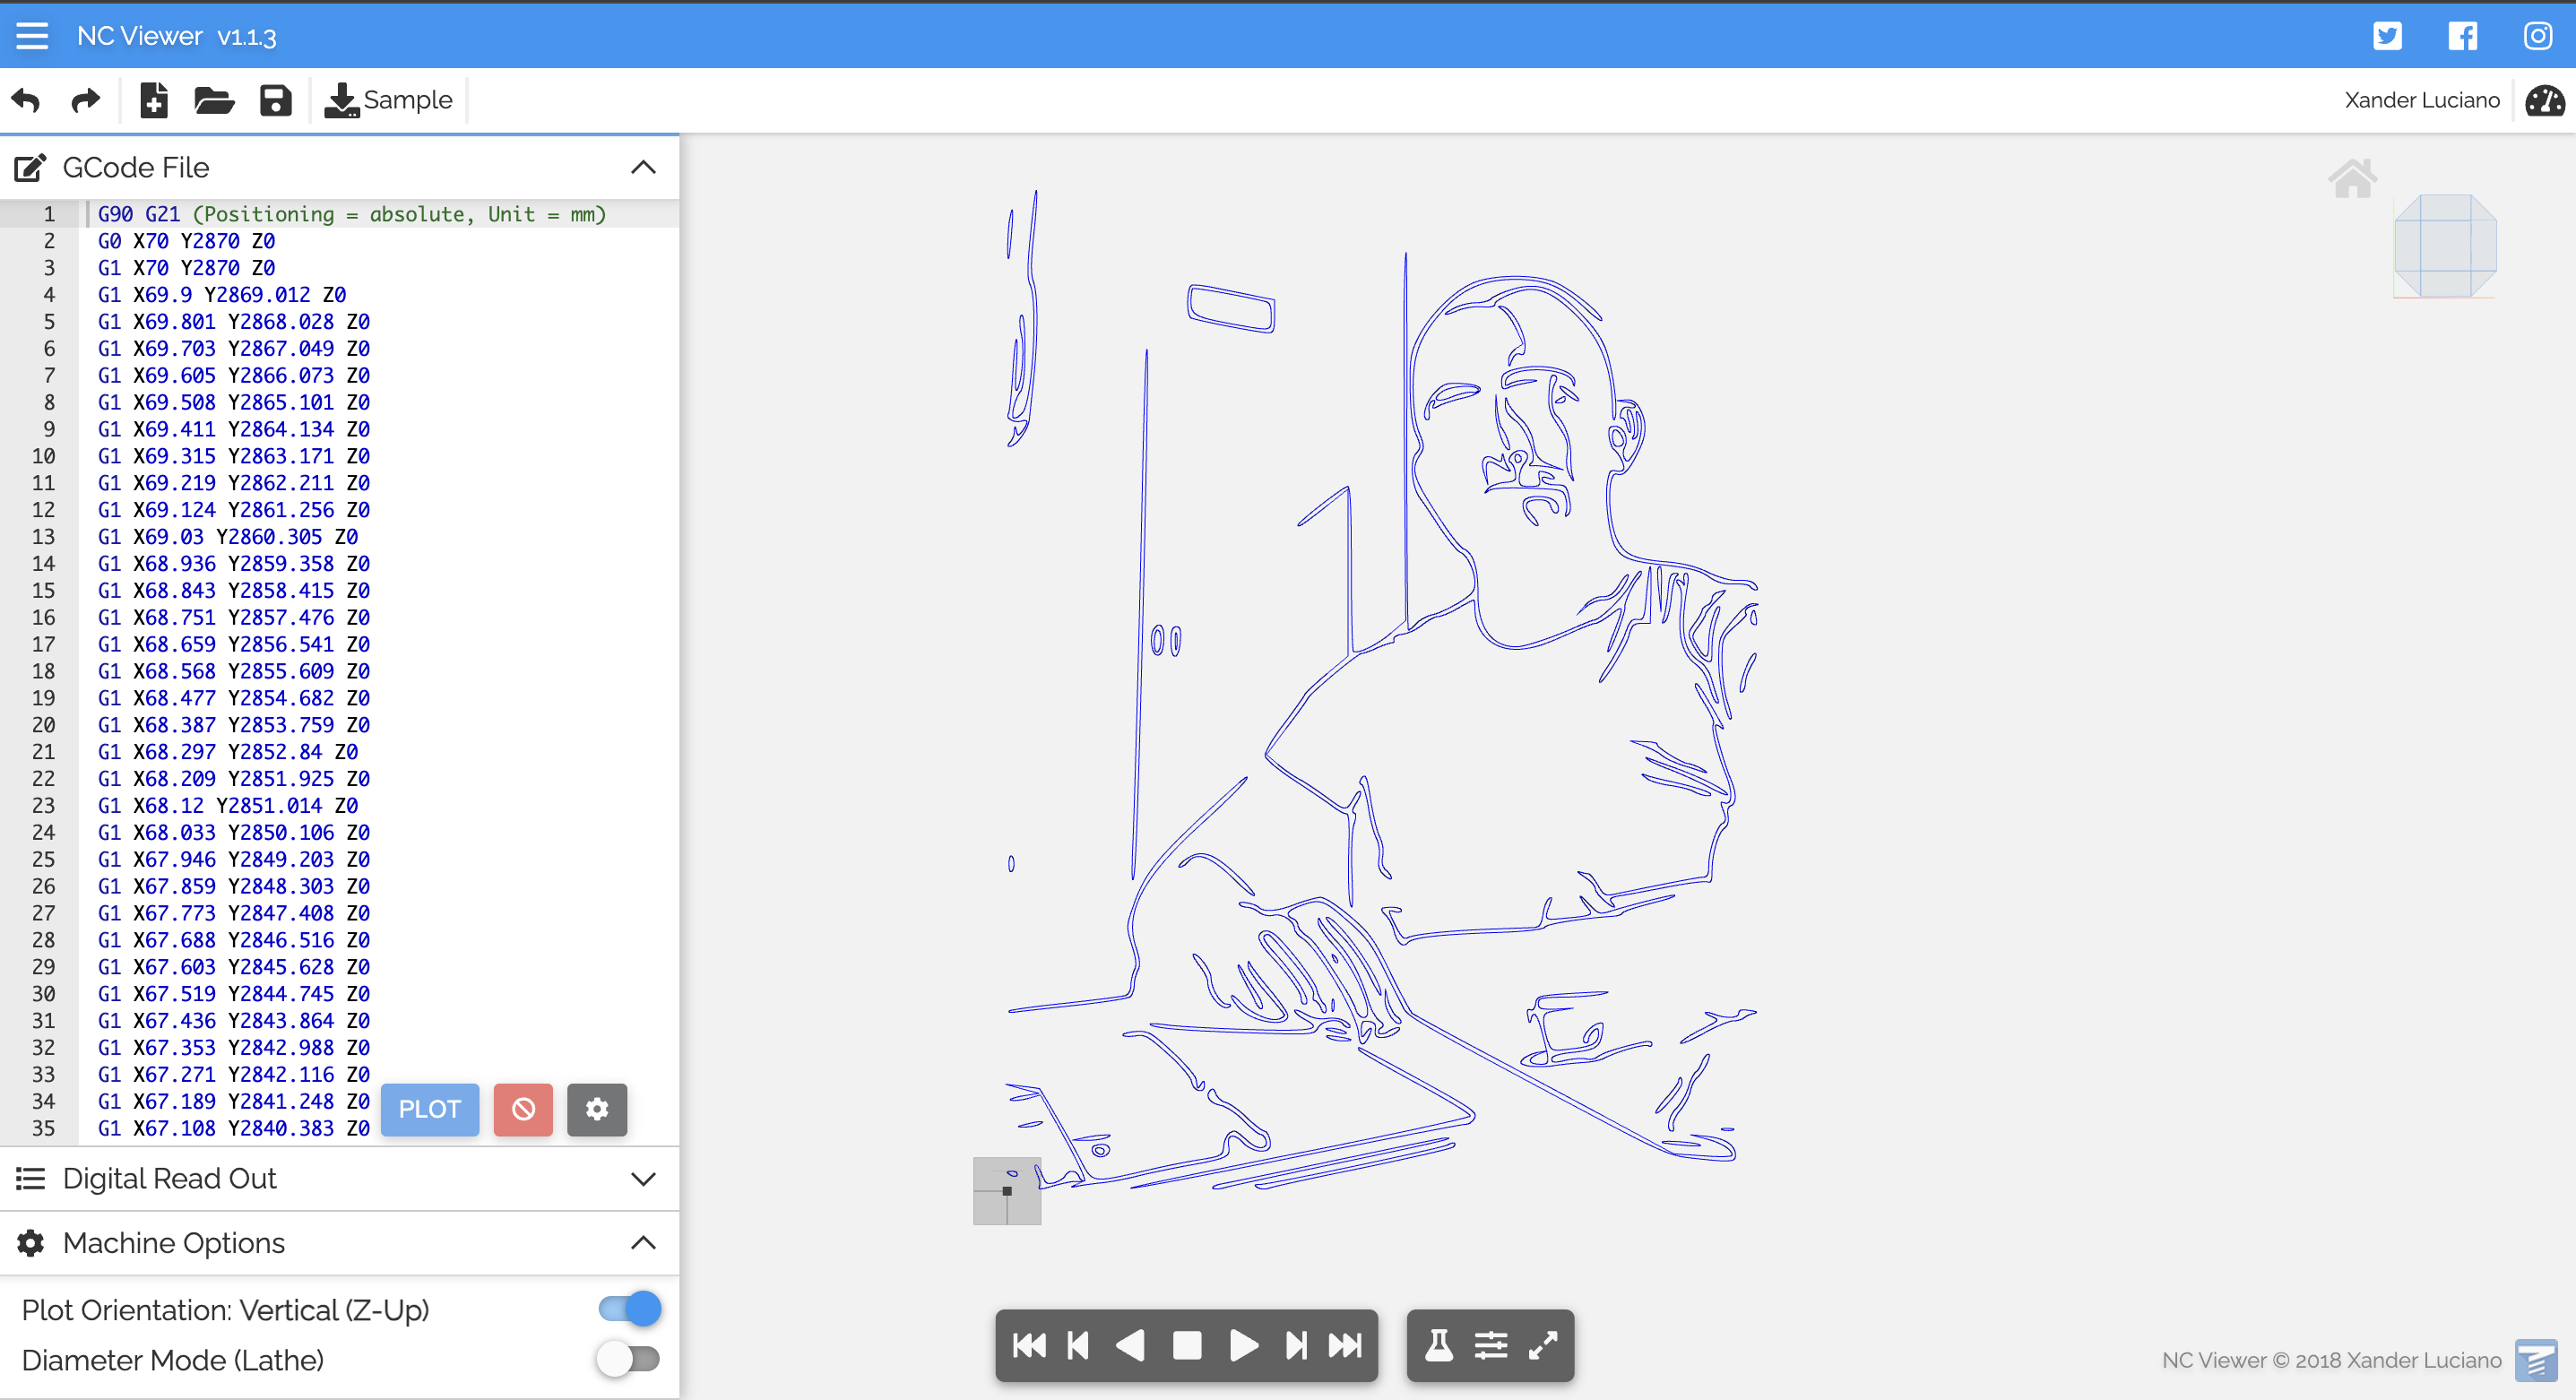 NC Viewer v1.1.3
Sample
Xander Luciano
GCode File
1 G90 G21 (Positioning = absolute, Unit = mm)
2 G0 X70 Y2870 Z0
3 G1 X70 Y2870 Z0
4 G1 X69.9 Y2869.012 Z0
5 G1 X69.801 Y2868.028 Z0
6 G1 X69.703 Y2867.049 Z0
7 G1 X69.605 Y2866.073 Z0
8 G1 X69.508 Y2865.101 Z0
9 G1 X69.411 Y2864.134 Z0
10 G1 X69.315 Y2863.171 Z0
11 G1 X69.219 Y2862.211 Z0
12 G1 X69.124 Y2861.256 Z0
13 G1 X69.03 Y2860.305 Z0
14 G1 X68.936 Y2859.358 Z0
15 G1 X68.843 Y2858.415 Z0
16 G1 X68.751 Y2857.476 Z0
17 G1 X68.659 Y2856.541 Z0
18 G1 X68.568 Y2855.609 Z0
19 G1 X68.477 Y2854.682 Z0
20 G1 X68.387 Y2853.759 Z0
21 G1 X68.297 Y2852.84 Z0
22 G1 X68.209 Y2851.925 Z0
23 G1 X68.12 Y2851.014 Z0
24 G1 X68.033 Y2850.106 Z0
25 G1 X67.946 Y2849.203 Z0
26 G1 X67.859 Y2848.303 Z0
27 G1 X67.773 Y2847.408 Z0
28 G1 X67.688 Y2846.516 Z0
29 G1 X67.603 Y2845.628 Z0
30 G1 X67.519 Y2844.745 Z0
31 G1 X67.436 Y2843.864 Z0
32 G1 X67.353 Y2842.988 Z0
33 G1 X67.271 Y2842.116 Z0
34 G1 X67.189 Y2841.248 Z0
35 G1 X67.108 Y2840.383 Z0
PLOT
Digital Read Out
Machine Options
Plot Orientation: Vertical (Z-Up)
Diameter Mode (Lathe)
NC Viewer © 2018 Xander Luciano